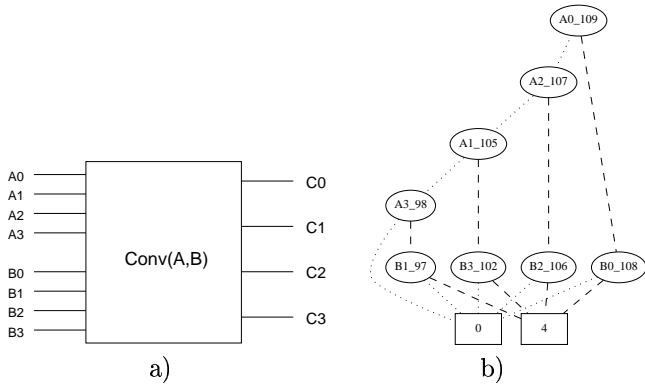 A0_109
A2_107
A1_105
A3_98
B1_97 B3_102 B2_106 B0_108
0 4
A0
A1
A2
A3
B0
B1
B2
B3
Conv(A,B)
C0
C1
C2
C3
a) b)